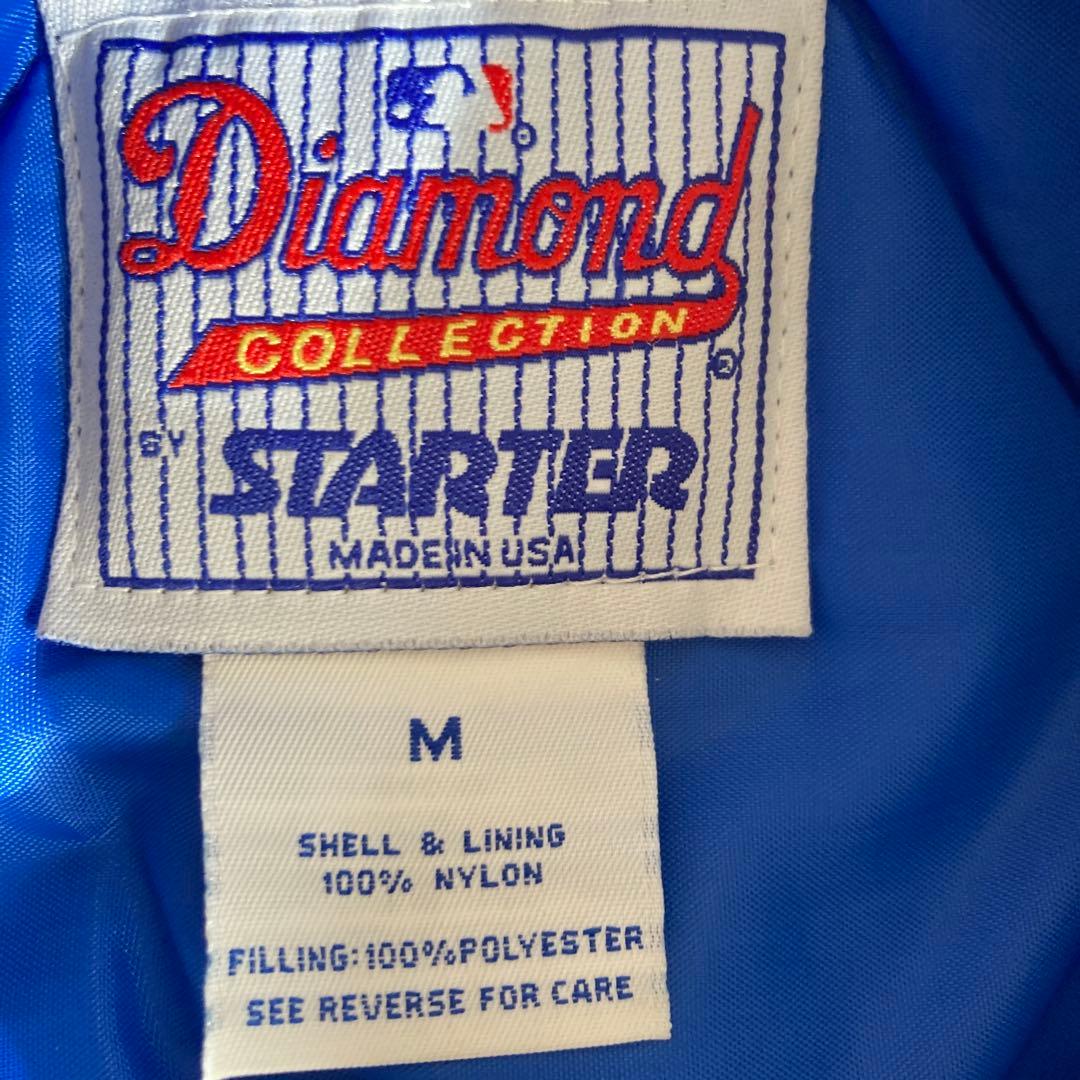 ©
Diamond
COLLECTION
®
BY STARTER
MADE IN USA
M
SHELL & LINING
100% NYLON
FILLING:100%POLYESTER
SEE REVERSE FOR CARE